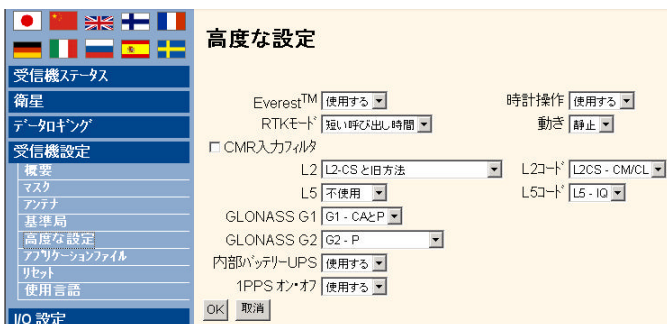 高度な設定
受信機ステータス
衛星
データロギング
受信機設定
概要
マスク
アンテナ
基準局
高度な設定
アプリケーションファイル
リセット
使用言語
I/O 設定
Everest™ 使用する 時計操作 使用する
RTKモード 短い呼び出し時間 動き 静止
CMR入力フィルタ
L2 L2-CS と旧方法 L2コード L2CS - CM/CL
L5 不使用 L5コード L5 - IQ
GLONASS G1 G1 - CAとP
GLONASS G2 G2 - P
内部バッテリーUPS 使用する
1PPS オン・オフ 使用する
OK 取消